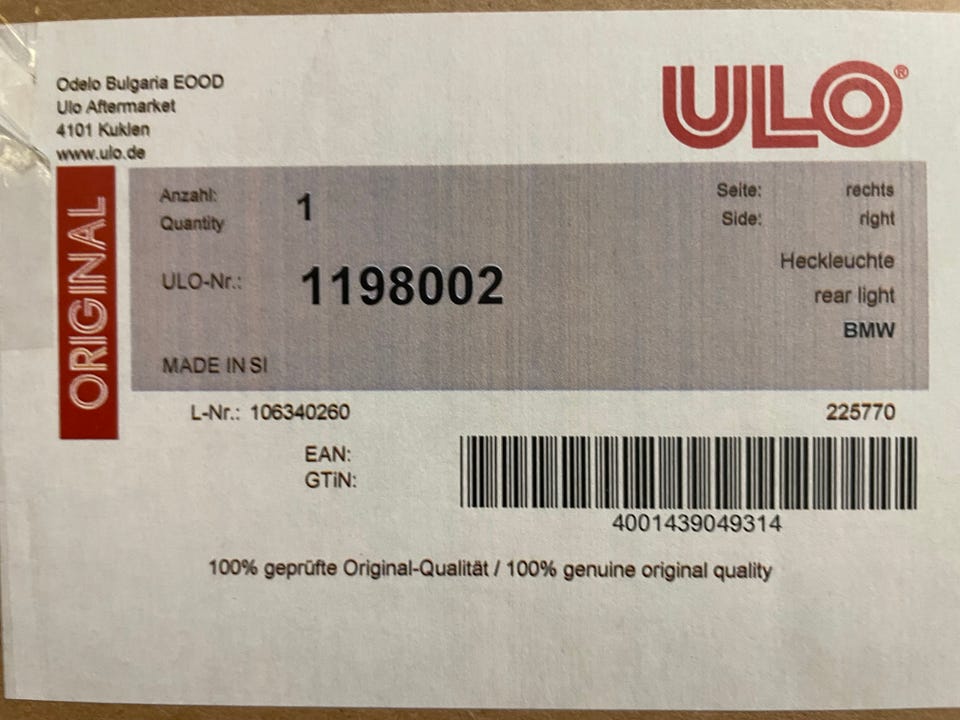 Odelo Bulgaria EOOD
Ulo Aftermarket
4101 Kuklen
www.ulo.de
ULO®
ORIGINAL
Anzahl: 1
Quantity
Seite: rechts
Side: right
ULO-Nr.: 1198002
Heckleuchte
rear light
BMW
MADE IN SI
L-Nr.: 106340260
225770
EAN:
GTiN:
4001439049314
100% geprüfte Original-Qualität / 100% genuine original quality